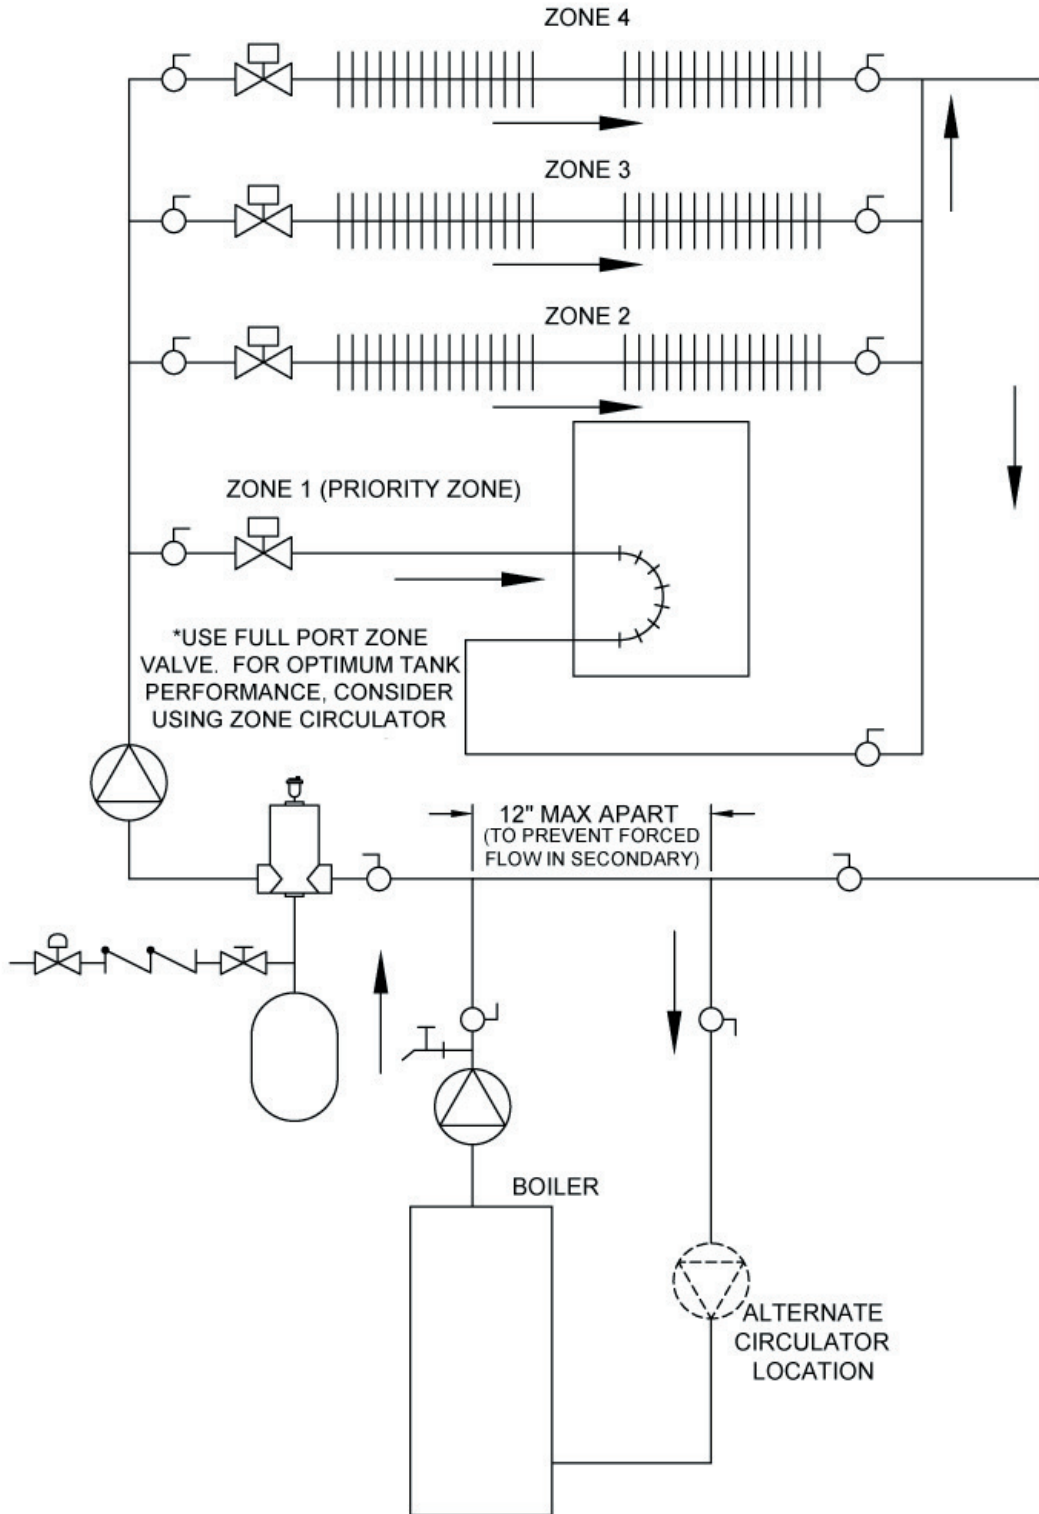 ZONE 4
ZONE 3
ZONE 2
ZONE 1 (PRIORITY ZONE)
*USE FULL PORT ZONE
VALVE. FOR OPTIMUM TANK
PERFORMANCE, CONSIDER
USING ZONE CIRCULATOR
12" MAX APART
(TO PREVENT FORCED
FLOW IN SECONDARY)
BOILER
ALTERNATE
CIRCULATOR
LOCATION